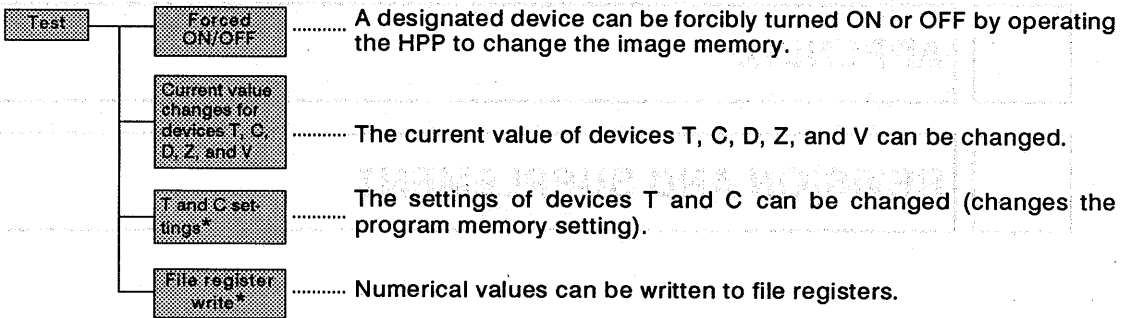 Test
Forced
ON/OFF
.......... A designated device can be forcibly turned ON or OFF by operating
the HPP to change the image memory.
Current value
changes for
devices T, C,
D, Z, and V
.......... The current value of devices T, C, D, Z, and V can be changed.
T and C set-
tings*
.......... The settings of devices T and C can be changed (changes the
program memory setting).
File register
write*
.......... Numerical values can be written to file registers.